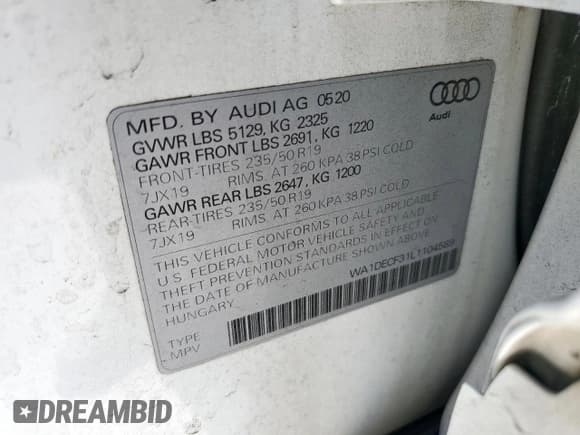 MFD. BY AUDI AG 0520
GVWR LBS 5129, KG 2325
GAWR FRONT LBS 2691, KG 1220
FRONT-TIRES 235/50 R19
7JX19 RIMS AT 260 KPA 38 PSI COLD
GAWR REAR LBS 2647, KG 1200
REAR-TIRES 235/50 R19
7JX19 RIMS AT 260 KPA 38 PSI COLD
THIS VEHICLE CONFORMS TO ALL APPLICABLE
U.S. FEDERAL MOTOR VEHICLE SAFETY AND
THEFT PREVENTION STANDARDS IN EFFECT ON
THE DATE OF MANUFACTURE SHOWN ABOVE
HUNGARY
WA1DECF31L1104589
TYPE
MPV
Audi
DREAMBID